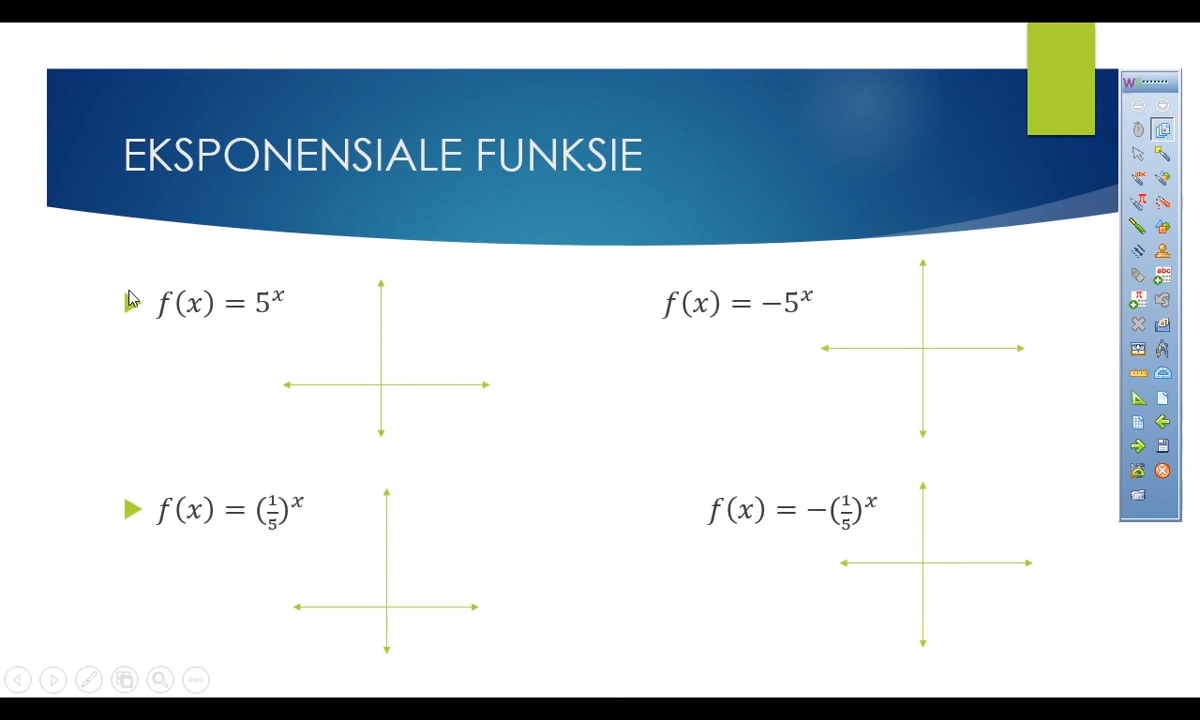 EKSPONENSIALE FUNKSIE
f(x) = 5^x
f(x) = −5^x
f(x) = (1/5)^x
f(x) = −(1/5)^x